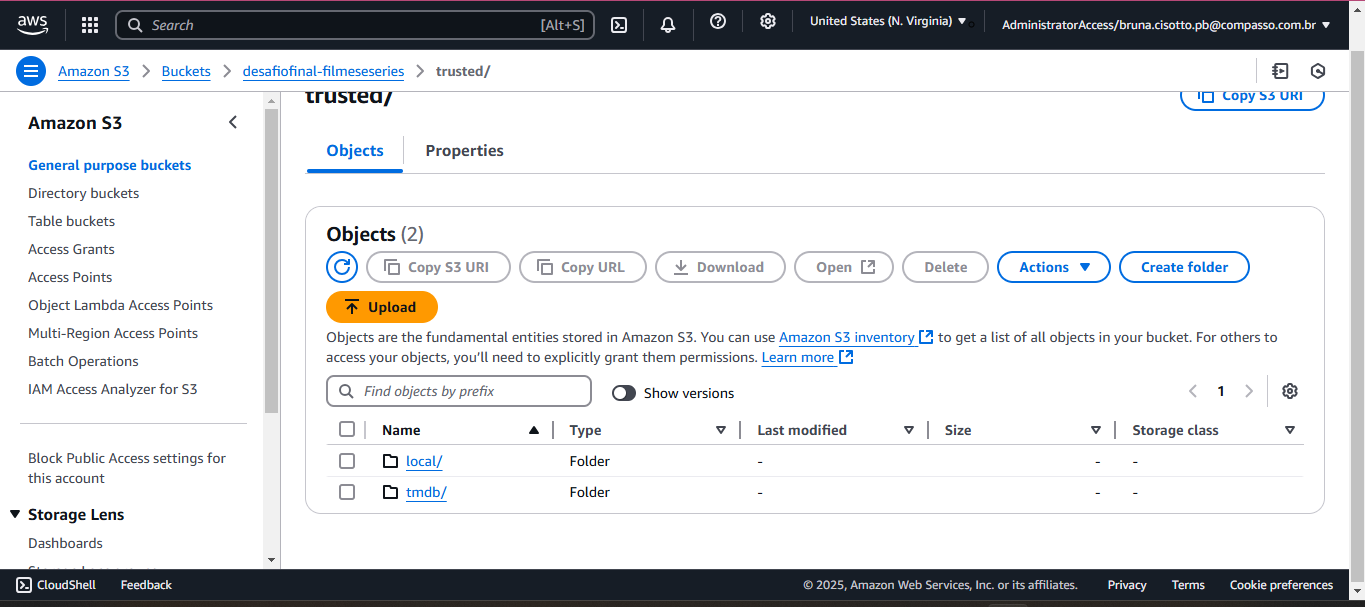 aws
Search [Alt+S]
United States (N. Virginia)
AdministratorAccess/bruna.cisotto.pb@compasso.com.br
Amazon S3
Buckets
desafiofinal-filmeseseries
trusted/
Amazon S3
General purpose buckets
Directory buckets
Table buckets
Access Grants
Access Points
Object Lambda Access Points
Multi-Region Access Points
Batch Operations
IAM Access Analyzer for S3
Block Public Access settings for
this account
Storage Lens
Dashboards
trusted/
Copy S3 URI
Objects
Properties
Objects (2)
Copy S3 URI
Copy URL
Download
Open
Delete
Actions
Create folder
Upload
Objects are the fundamental entities stored in Amazon S3. You can use Amazon S3 inventory to get a list of all objects in your bucket. For others to
access your objects, you'll need to explicitly grant them permissions. Learn more
Find objects by prefix
Show versions
1
Name Type Last modified Size Storage class
local/ Folder - - -
tmdb/ Folder - - -
CloudShell
Feedback
© 2025, Amazon Web Services, Inc. or its affiliates.
Privacy
Terms
Cookie preferences